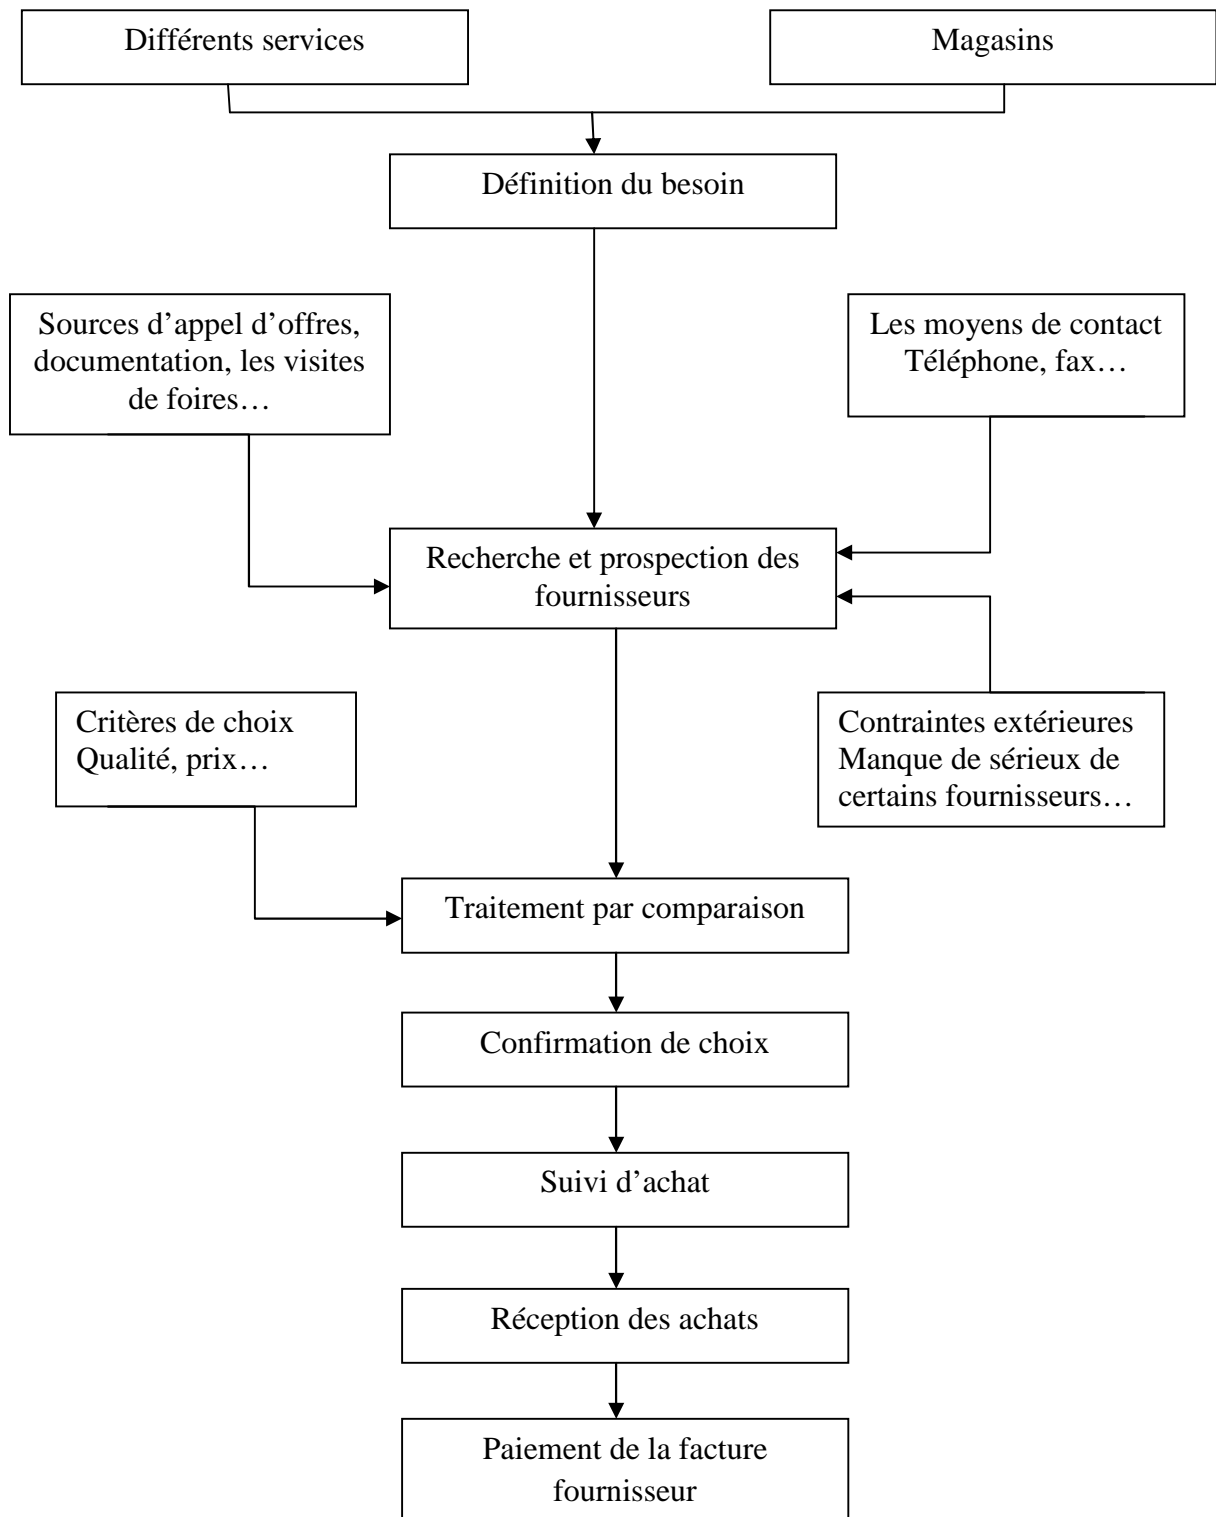 Différents services
Magasins
Définition du besoin
Sources d’appel d’offres,
documentation, les visites
de foires…
Les moyens de contact
Téléphone, fax…
Recherche et prospection des
fournisseurs
Critères de choix
Qualité, prix…
Contraintes extérieures
Manque de sérieux de
certains fournisseurs…
Traitement par comparaison
Confirmation de choix
Suivi d’achat
Réception des achats
Paiement de la facture
fournisseur